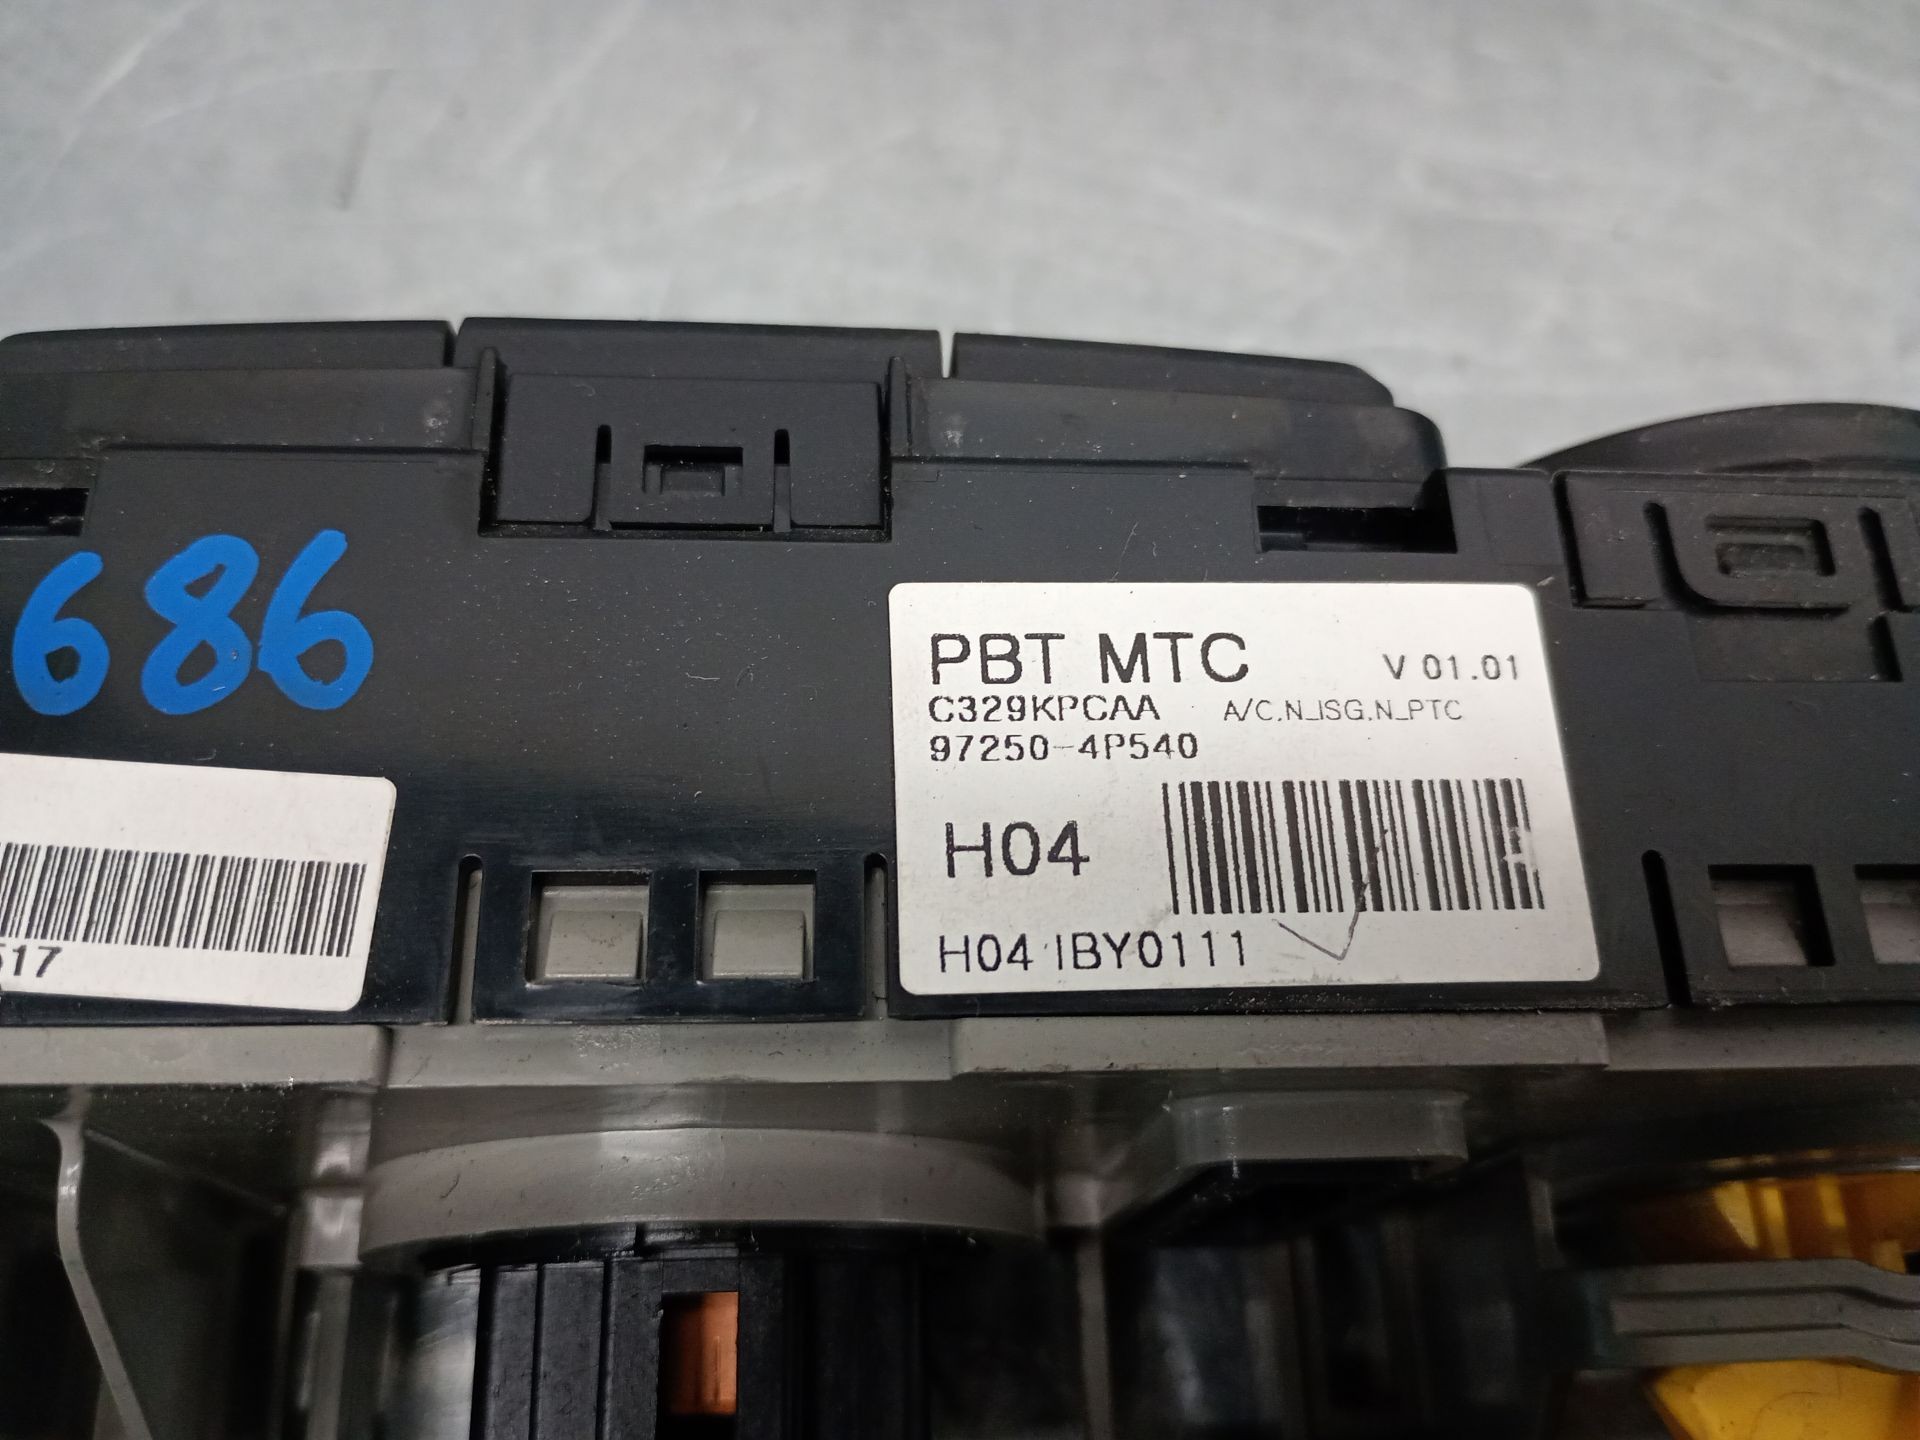 686
PBT MTC V 01.01
C329KPCAA A/C.N_ISG.N_PTC
97250-4P540
H04
H04 IBY0111
517